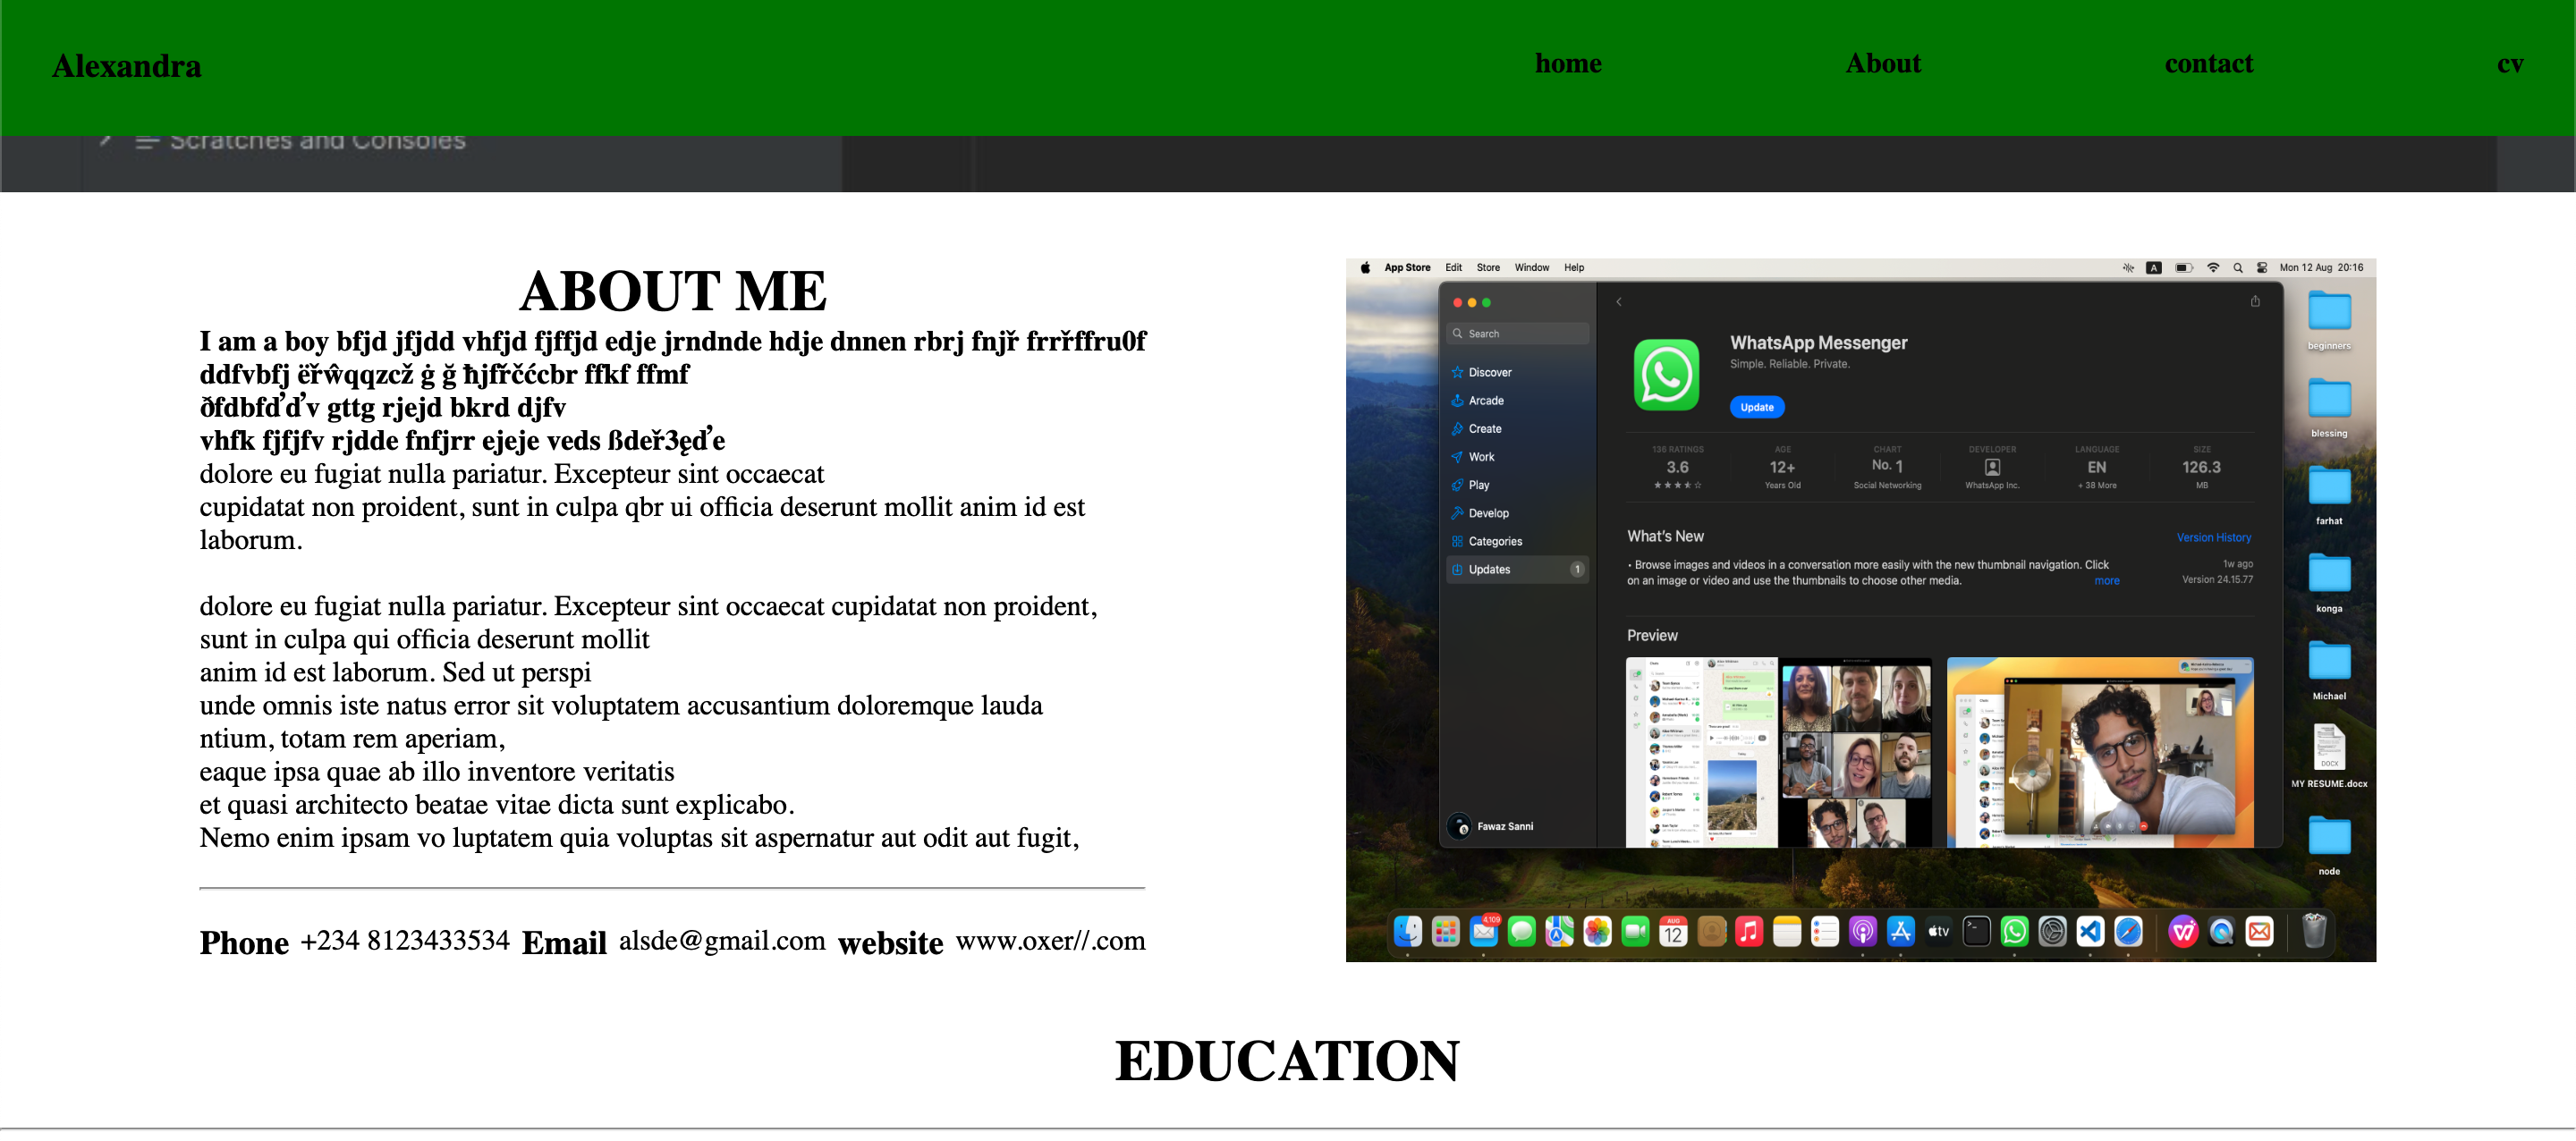 Alexandra
home
About
contact
cv
Scratches and Consoles
ABOUT ME
I am a boy bfjd jfjdd vhfjd fjffjd edje jrndnde hdje dnnen rbrj fnjř frrřffru0f
ddfvbfj ëřŵqqzcž ġ ğ ħjfřčććbr ffkf ffmf
ðfdbfďďv gttg rjejd bkrd djfv
vhfk fjfjfv rjdde fnfjrr ejeje veds ßdeř3ęďe
dolore eu fugiat nulla pariatur. Excepteur sint occaecat
cupidatat non proident, sunt in culpa qbr ui officia deserunt mollit anim id est
laborum.
dolore eu fugiat nulla pariatur. Excepteur sint occaecat cupidatat non proident,
sunt in culpa qui officia deserunt mollit
anim id est laborum. Sed ut perspi
unde omnis iste natus error sit voluptatem accusantium doloremque lauda
ntium, totam rem aperiam,
eaque ipsa quae ab illo inventore veritatis
et quasi architecto beatae vitae dicta sunt explicabo.
Nemo enim ipsam vo luptatem quia voluptas sit aspernatur aut odit aut fugit,
Phone +234 8123433534 Email alsde@gmail.com website www.oxer//.com
App Store Edit Store Window Help
A
Mon 12 Aug 20:16
Search
Discover
Arcade
Create
Work
Play
Develop
Categories
Updates 1
Fawaz Sanni
WhatsApp Messenger
Simple. Reliable. Private.
Update
136 RATINGS
3.6
AGE
12+
Years Old
CHART
No. 1
Social Networking
DEVELOPER
WhatsApp Inc.
LANGUAGE
EN
+ 38 More
SIZE
126.3
MB
What's New
Version History
• Browse images and videos in a conversation more easily with the new thumbnail navigation. Click
on an image or video and use the thumbnails to choose other media.
more
1w ago
Version 24.15.77
Preview
beginners
blessing
farhat
konga
Michael
DOCX
MY RESUME.docx
node
4,109
AUG
12
tv
EDUCATION